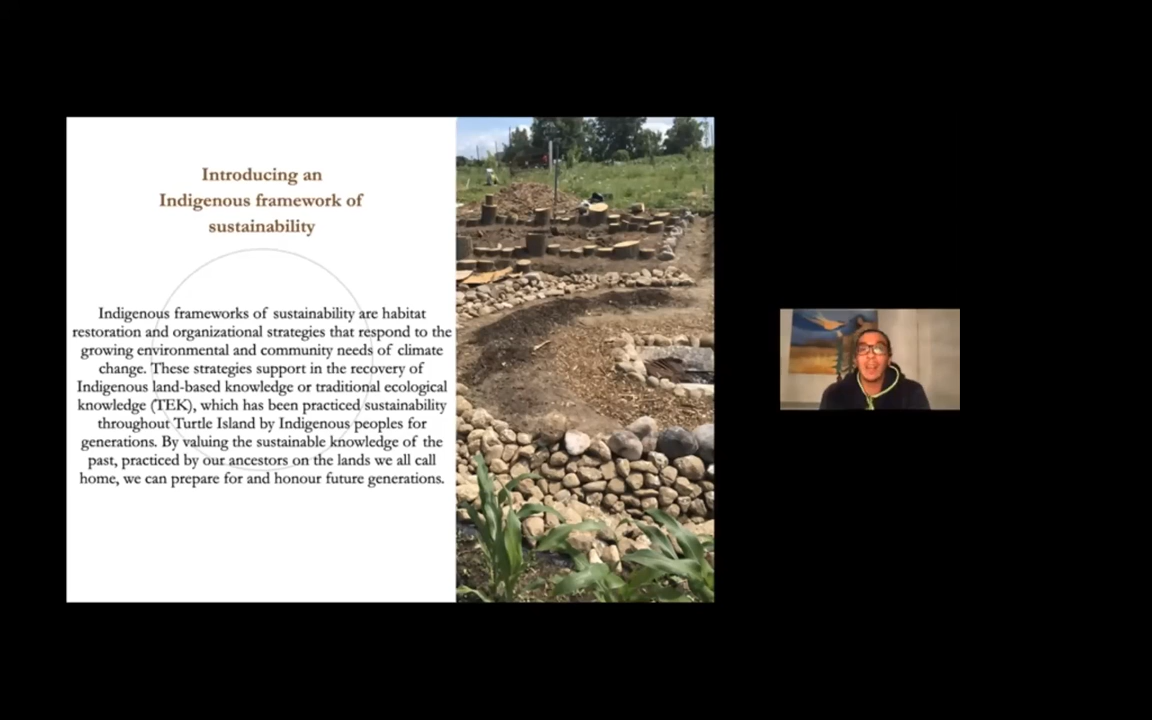 Introducing an
Indigenous framework of
sustainability
Indigenous frameworks of sustainability are habitat
restoration and organizational strategies that respond to the
growing environmental and community needs of climate
change. These strategies support in the recovery of
Indigenous land-based knowledge or traditional ecological
knowledge (TEK), which has been practiced sustainability
throughout Turtle Island by Indigenous peoples for
generations. By valuing the sustainable knowledge of the
past, practiced by our ancestors on the lands we all call
home, we can prepare for and honour future generations.